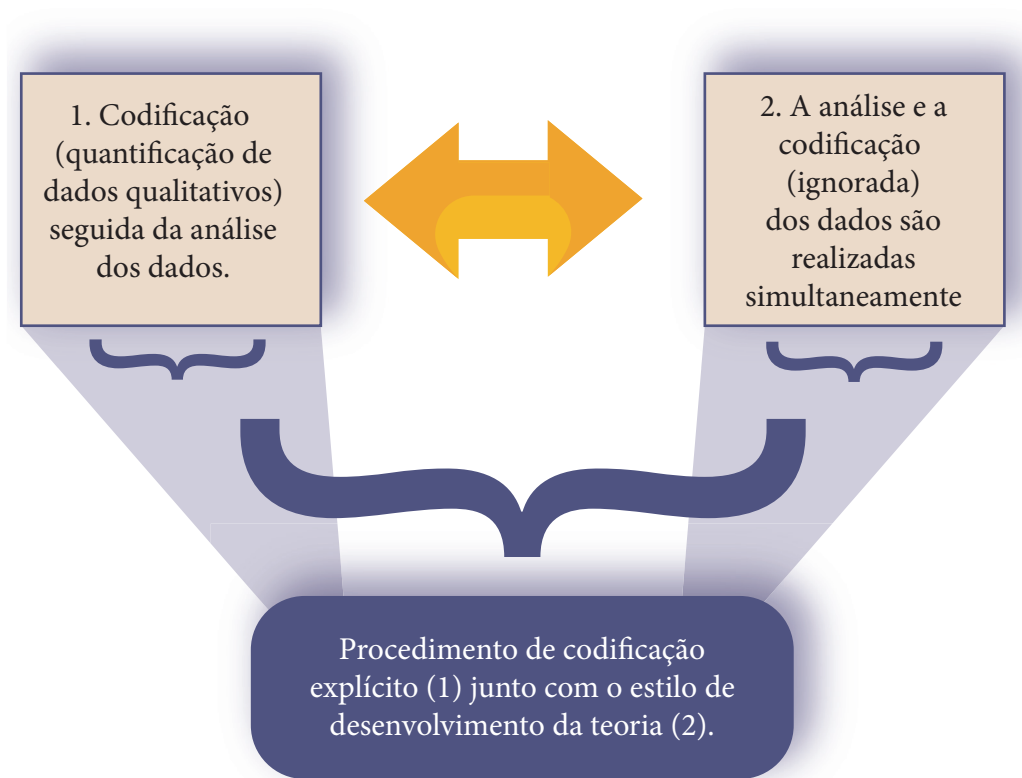 1. Codificação
(quantificação de
dados qualitativos)
seguida da análise
dos dados.
2. A análise e a
codificação
(ignorada)
dos dados são
realizadas
simultaneamente
Procedimento de codificação
explícito (1) junto com o estilo de
desenvolvimento da teoria (2).